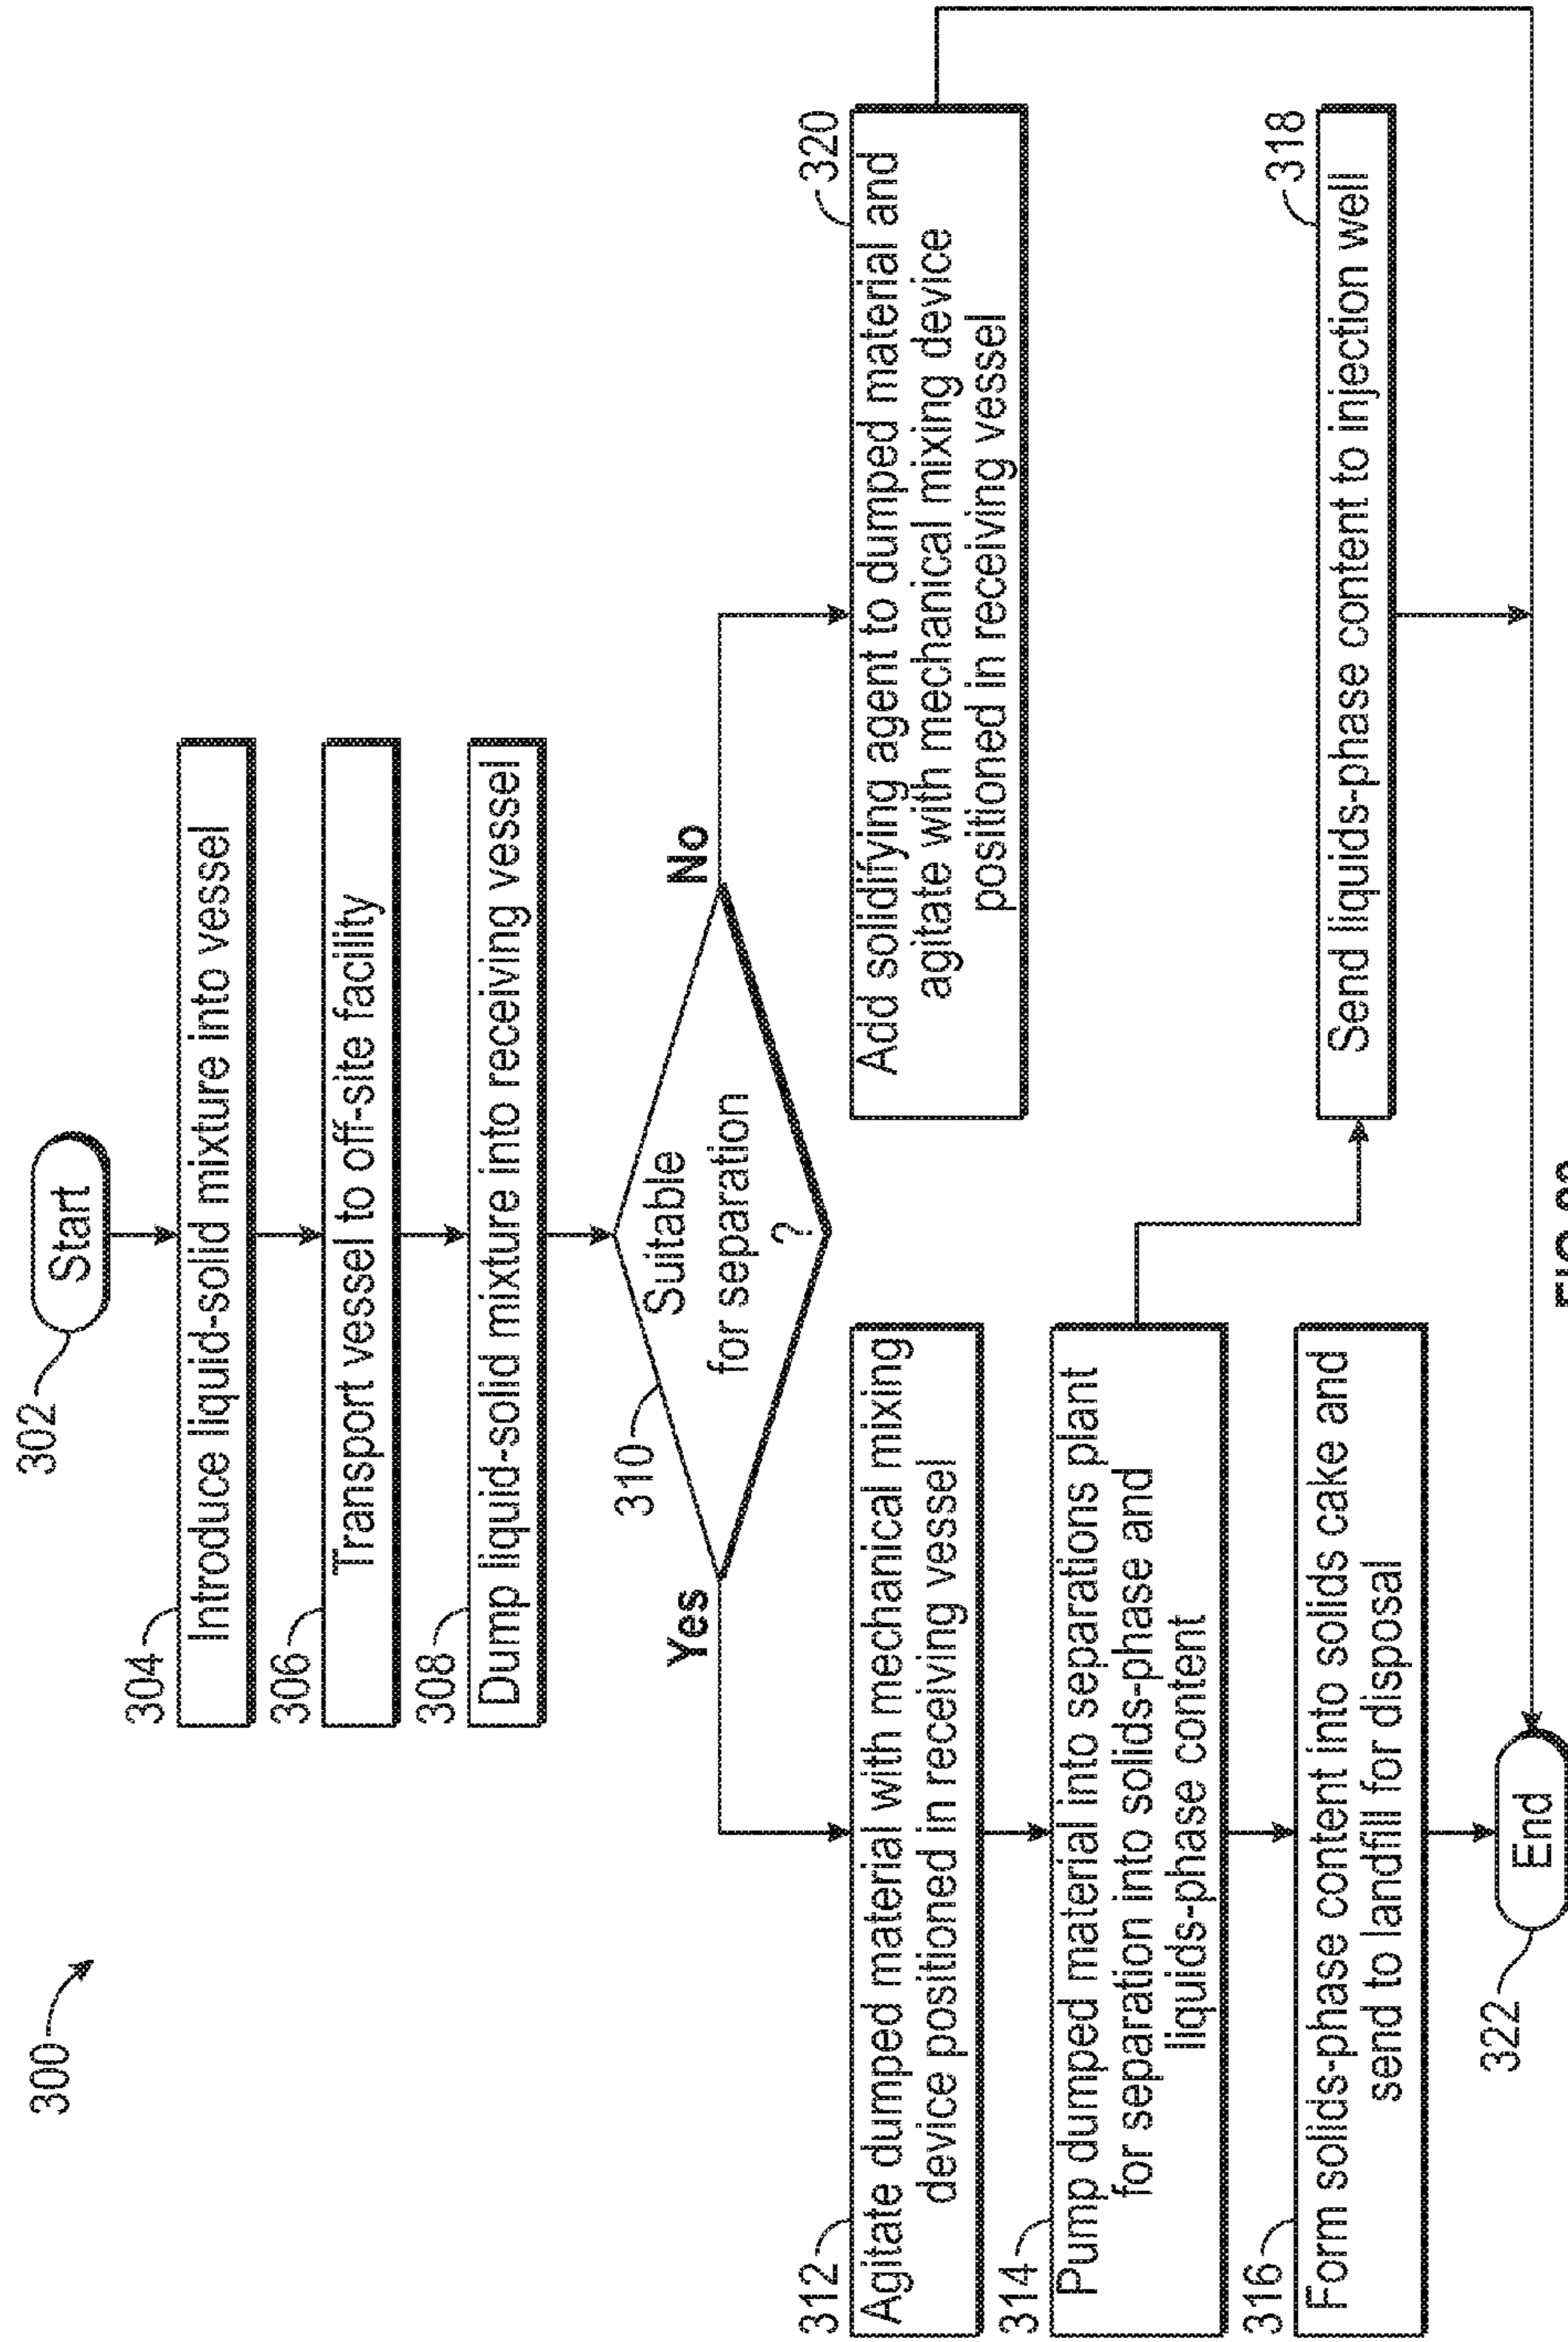 300
302
Start
304
Introduce liquid-solid mixture into vessel
306
Transport vessel to off-site facility
308
Dump liquid-solid mixture into receiving vessel
310
Suitable
for separation
?
Yes
No
312
Agitate dumped material with mechanical mixing
device positioned in receiving vessel
320
Add solidifying agent to dumped material and
agitate with mechanical mixing device
positioned in receiving vessel
314
Pump dumped material into separations plant
for separation into solids-phase and
liquids-phase content
316
Form solids-phase content into solids cake and
send to landfill for disposal
318
Send liquids-phase content to injection well
322
End